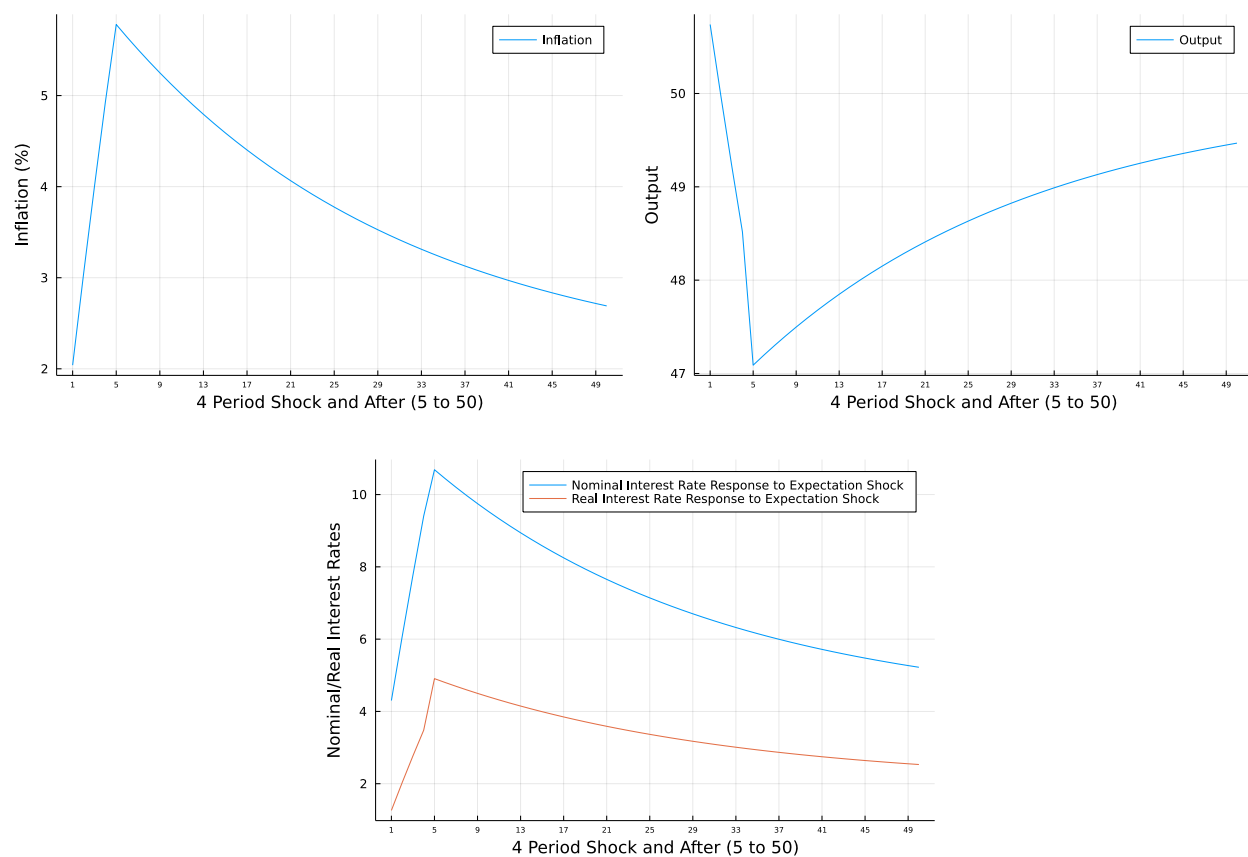 Inflation
Inflation (%)
5
4
3
2
1 5 9 13 17 21 25 29 33 37 41 45 49
4 Period Shock and After (5 to 50)
Output
Output
50
49
48
47
1 5 9 13 17 21 25 29 33 37 41 45 49
4 Period Shock and After (5 to 50)
Nominal Interest Rate Response to Expectation Shock
Real Interest Rate Response to Expectation Shock
Nominal/Real Interest Rates
10
8
6
4
2
1 5 9 13 17 21 25 29 33 37 41 45 49
4 Period Shock and After (5 to 50)